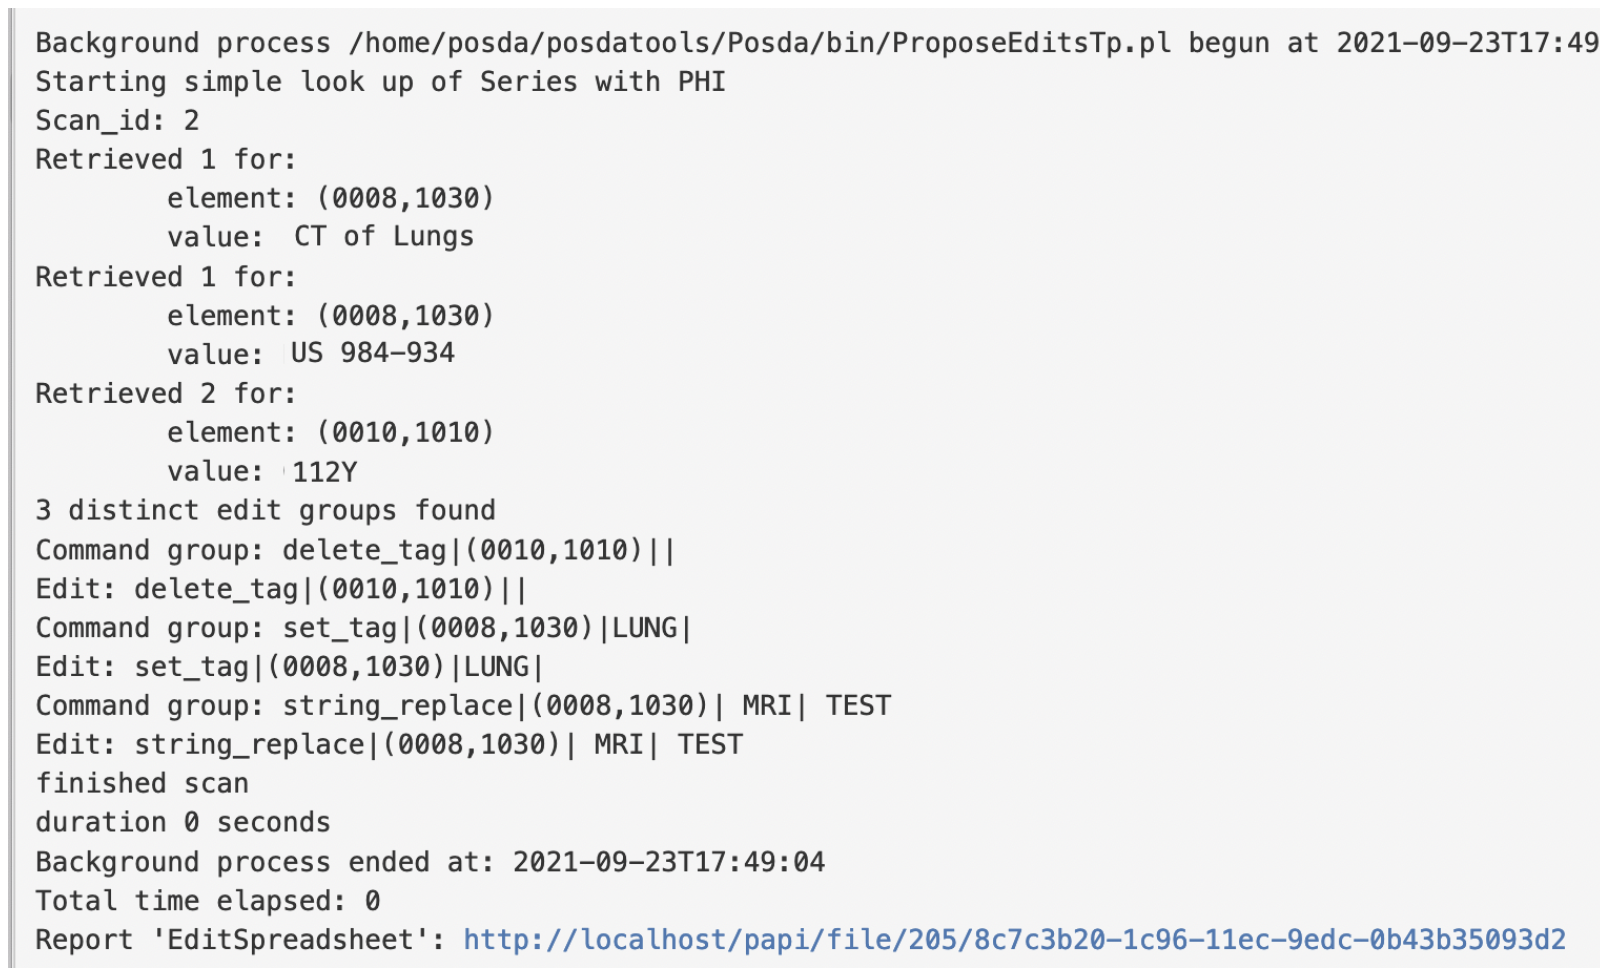 Background process /home/posda/posdatools/Posda/bin/ProposeEditsTp.pl begun at 2021-09-23T17:49
Starting simple look up of Series with PHI
Scan_id: 2
Retrieved 1 for:
element: (0008,1030)
value: CT of Lungs
Retrieved 1 for:
element: (0008,1030)
value: US 984-934
Retrieved 2 for:
element: (0010,1010)
value: 112Y
3 distinct edit groups found
Command group: delete_tag|(0010,1010)||
Edit: delete_tag|(0010,1010)||
Command group: set_tag|(0008,1030)|LUNG|
Edit: set_tag|(0008,1030)|LUNG|
Command group: string_replace|(0008,1030)| MRI| TEST
Edit: string_replace|(0008,1030)| MRI| TEST
finished scan
duration 0 seconds
Background process ended at: 2021-09-23T17:49:04
Total time elapsed: 0
Report 'EditSpreadsheet': http://localhost/papi/file/205/8c7c3b20-1c96-11ec-9edc-0b43b35093d2